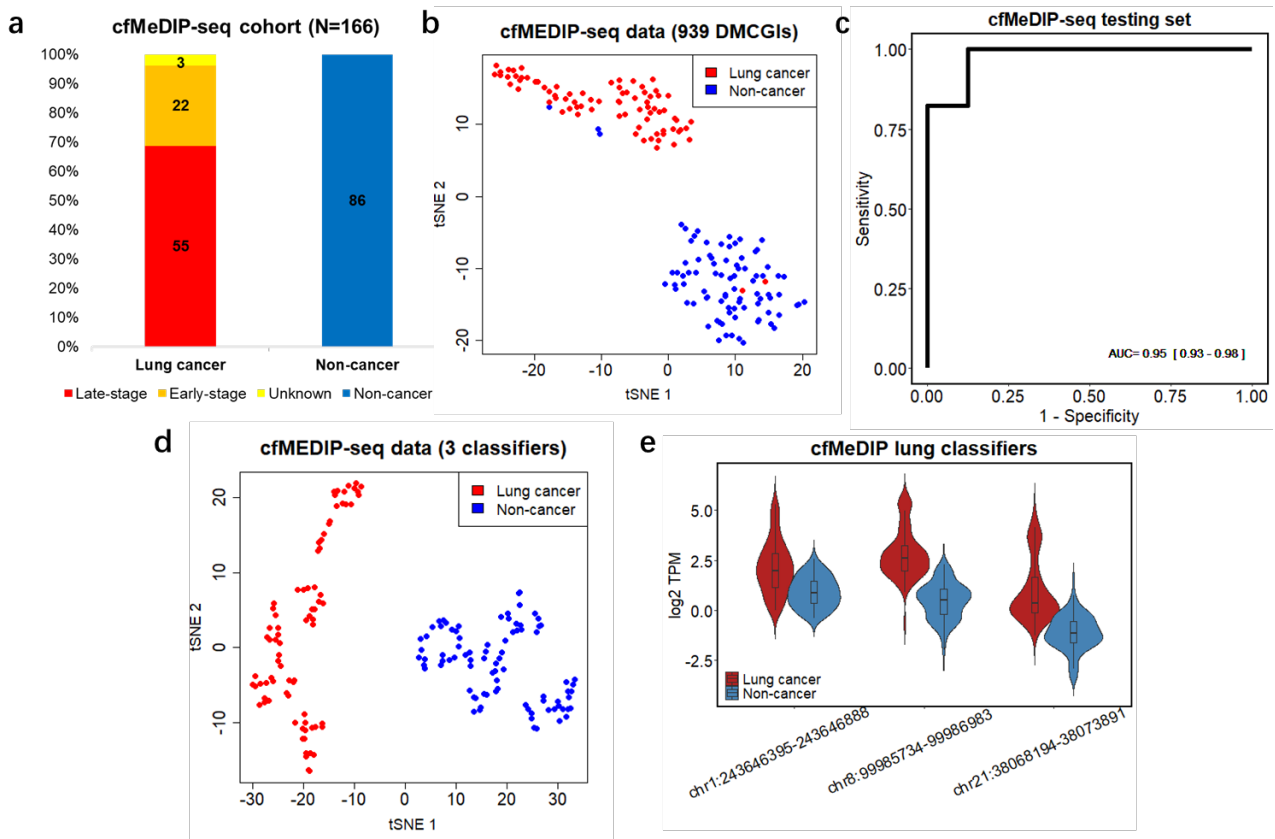 a
cfMeDIP-seq cohort (N=166)
100%
90%
80%
70%
60%
50%
40%
30%
20%
10%
0%
3
22
55
86
Lung cancer
Non-cancer
Late-stage
Early-stage
Unknown
Non-cancer
b
cfMEDIP-seq data (939 DMCGIs)
Lung cancer
Non-cancer
tSNE 2
10
0
-10
-20
-20
-10
0
10
20
tSNE 1
c
cfMeDIP-seq testing set
Sensitivity
1.00
0.75
0.50
0.25
0.00
AUC= 0.95 [ 0.93 - 0.98 ]
0.00
0.25
0.50
0.75
1.00
1 - Specificity
d
cfMEDIP-seq data (3 classifiers)
Lung cancer
Non-cancer
tSNE 2
20
10
0
-10
-30
-20
-10
0
10
20
30
tSNE 1
e
cfMeDIP lung classifiers
log2 TPM
5.0
2.5
0.0
-2.5
Lung cancer
Non-cancer
chr1:243646395-243646888
chr8:99985734-99986983
chr21:38068194-38073891